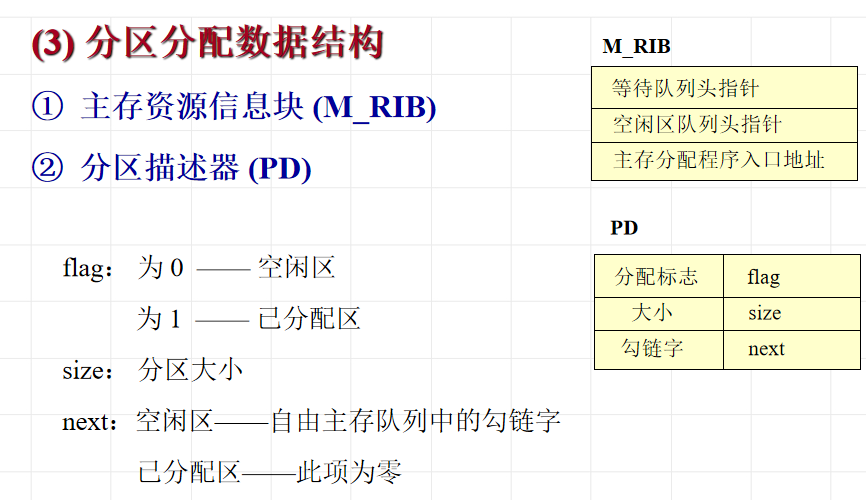 (3) 分区分配数据结构
① 主存资源信息块 (M_RIB)
② 分区描述器 (PD)
flag： 为 0 —— 空闲区
为 1 —— 已分配区
size： 分区大小
next：空闲区——自由主存队列中的勾链字
已分配区——此项为零
M_RIB
等待队列头指针
空闲区队列头指针
主存分配程序入口地址
PD
分配标志 flag
大小 size
勾链字 next